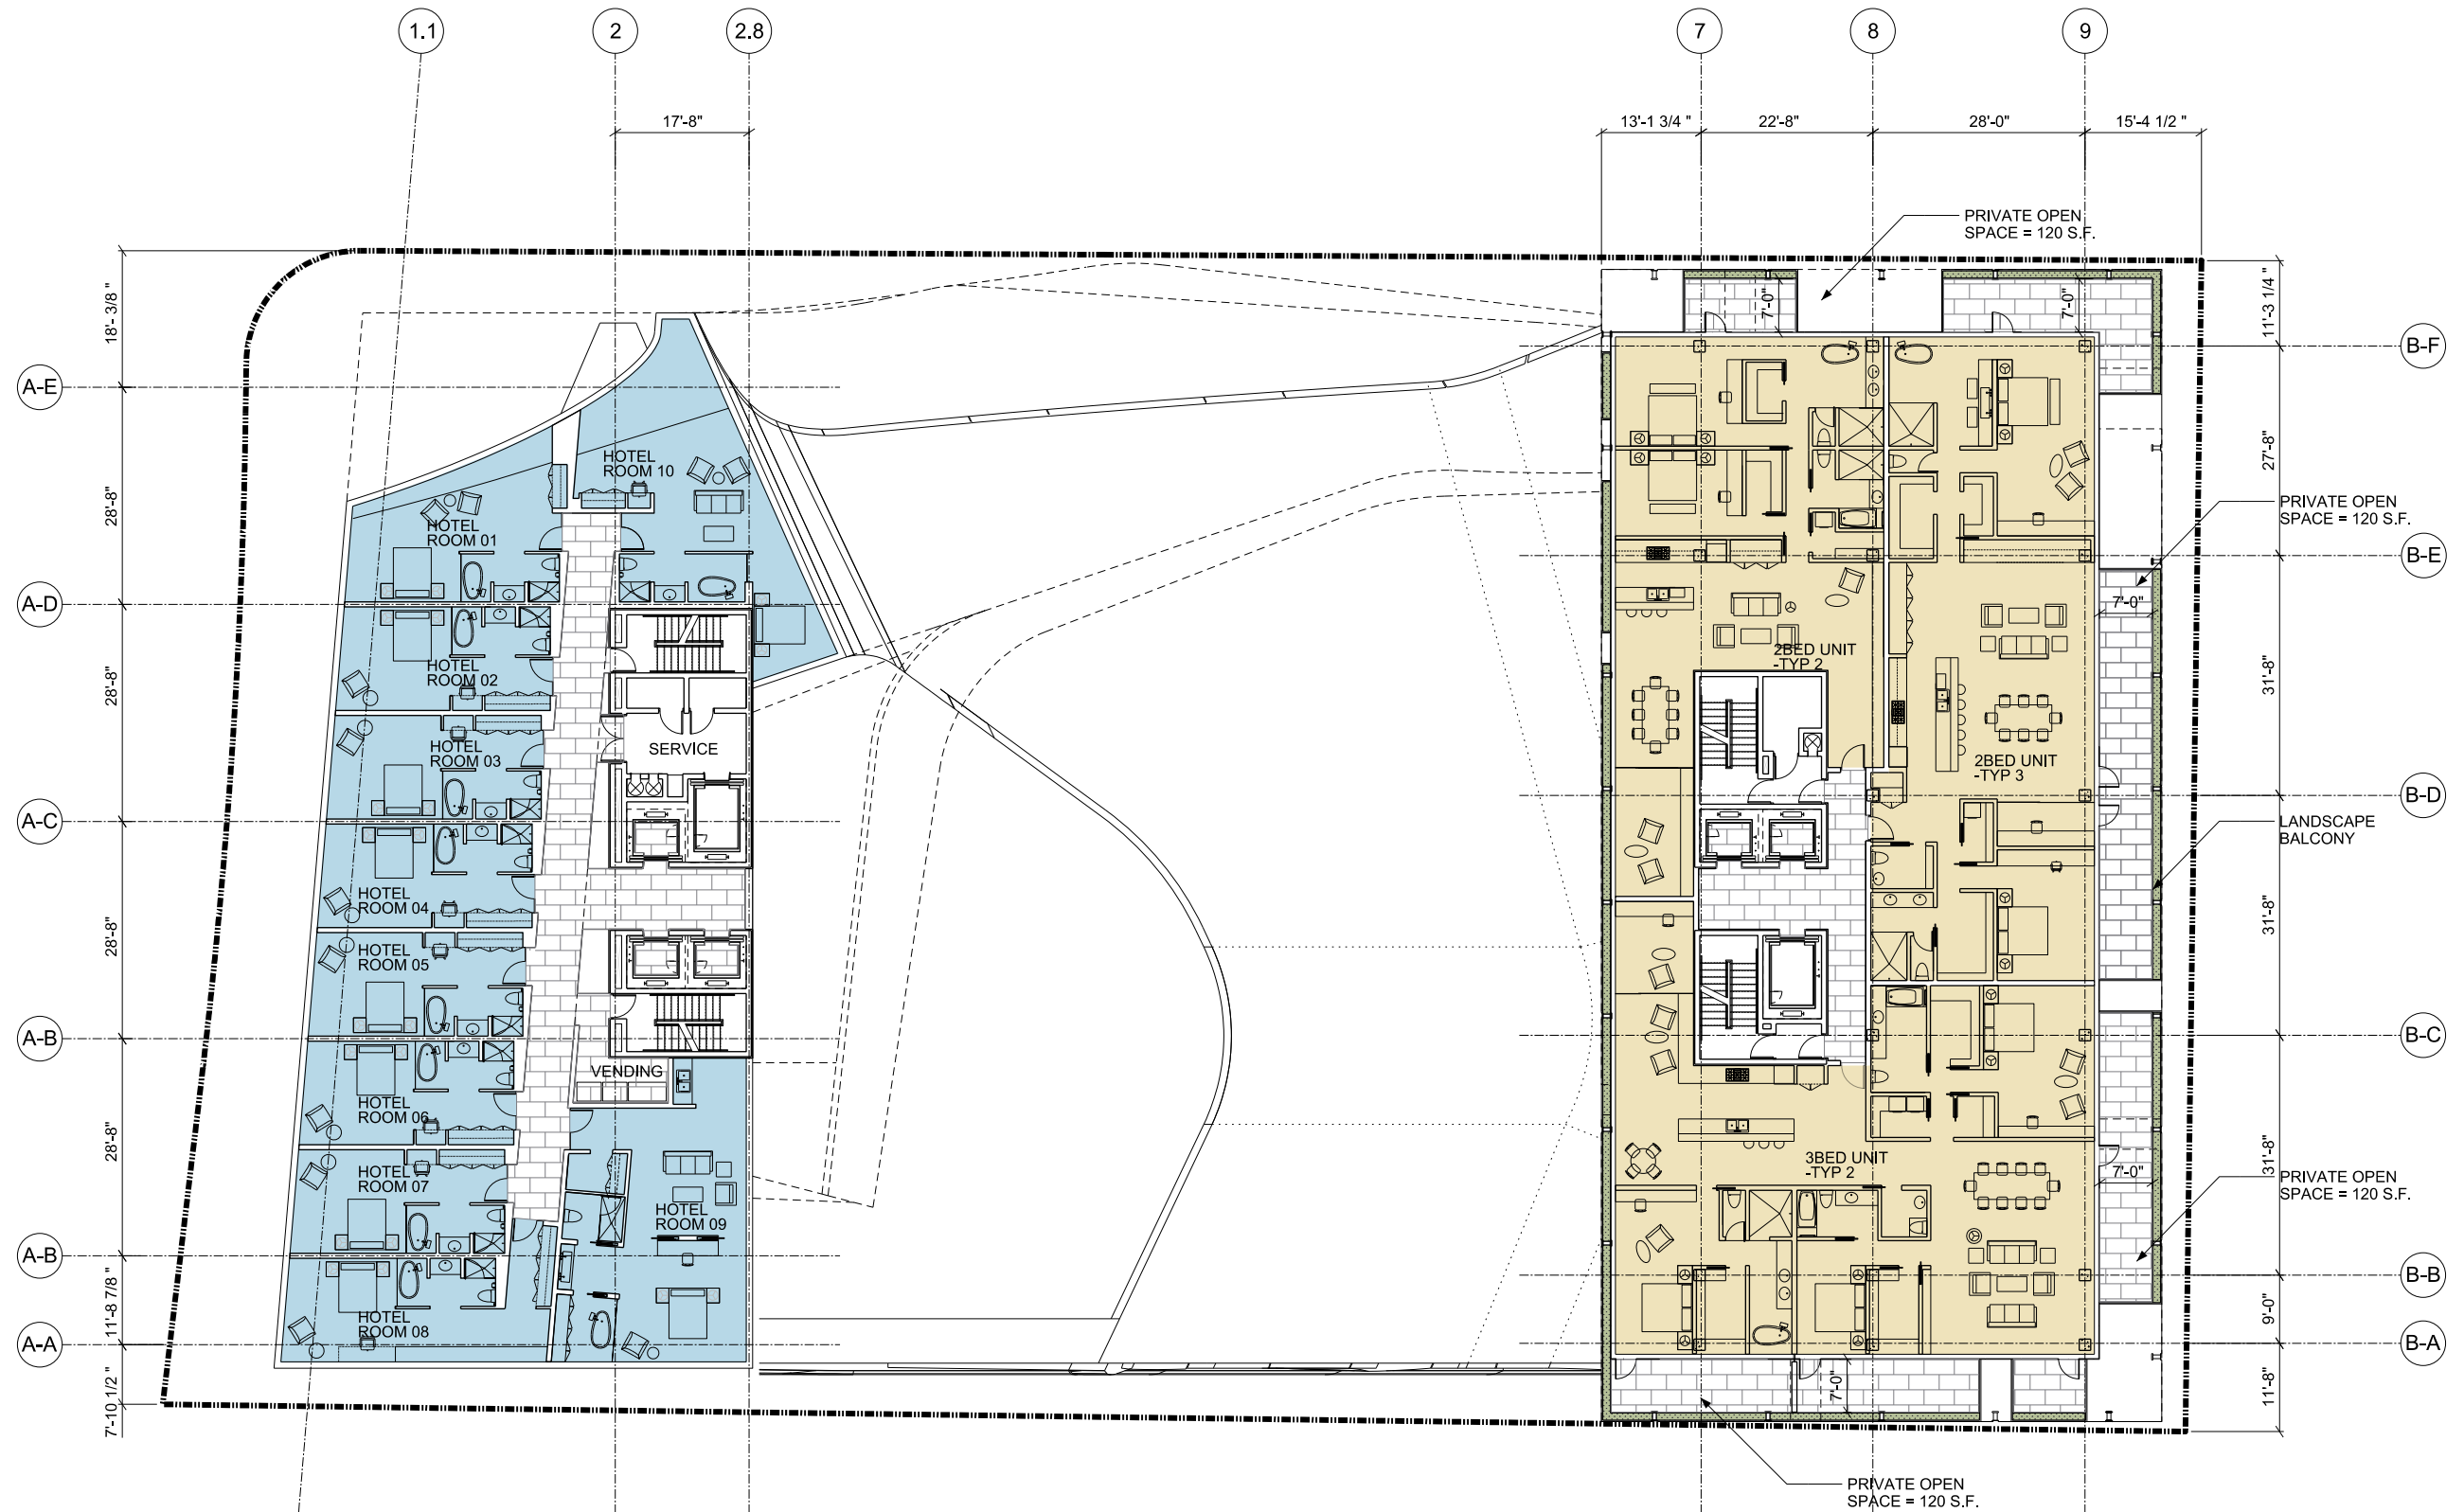 1.1
2
2.8
7
8
9
17'-8"
13'-1 3/4 "
22'-8"
28'-0"
15'-4 1/2 "
PRIVATE OPEN
SPACE = 120 S.F.
18'- 3/8 "
11'-3 1/4 "
7'-0"
7'-0"
B-F
A-E
27'-8"
HOTEL
ROOM 10
28'-8"
PRIVATE OPEN
SPACE = 120 S.F.
HOTEL
ROOM 01
B-E
A-D
7'-0"
2BED UNIT
-TYP 2
HOTEL
ROOM 02
28'-8"
31'-8"
HOTEL
ROOM 03
SERVICE
2BED UNIT
-TYP 3
B-D
A-C
LANDSCAPE
BALCONY
HOTEL
ROOM 04
28'-8"
31'-8"
HOTEL
ROOM 05
A-B
B-C
VENDING
HOTEL
ROOM 06
28'-8"
31'-8"
3BED UNIT
-TYP 2
HOTEL
ROOM 07
7'-0"
PRIVATE OPEN
SPACE = 120 S.F.
HOTEL
ROOM 09
A-B
B-B
11'-8 7/8 "
9'-0"
HOTEL
ROOM 08
A-A
B-A
7'-10 1/2 "
7'-0"
11'-8"
PRIVATE OPEN
SPACE = 120 S.F.